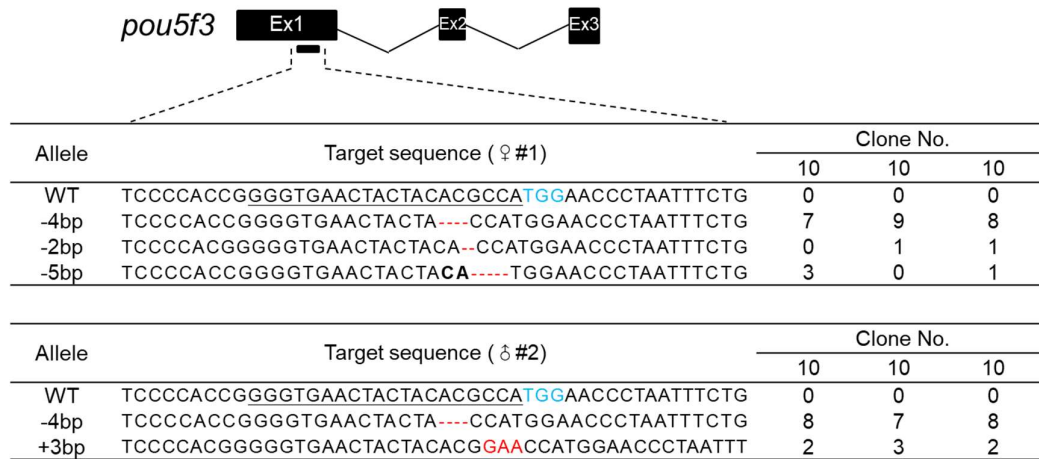 pou5f3 Ex1 Ex2 Ex3
Allele Target sequence (♀#1) Clone No.
10 10 10
WT TCCCCACCGGGGTGAACTACTACACGCCATGGAACCCTAATTTCTG 0 0 0
-4bp TCCCCACCGGGGTGAACTACTA----CCATGGAACCCTAATTTCTG 7 9 8
-2bp TCCCCACGGGGGTGAACTACTACA--CCATGGAACCCTAATTTCTG 0 1 1
-5bp TCCCCACCGGGGTGAACTACTACA-----TGGAACCCTAATTTCTG 3 0 1
Allele Target sequence (♂#2) Clone No.
10 10 10
WT TCCCCACCGGGGTGAACTACTACACGCCATGGAACCCTAATTTCTG 0 0 0
-4bp TCCCCACCGGGGTGAACTACTA----CCATGGAACCCTAATTTCTG 8 7 8
+3bp TCCCCACGGGGGTGAACTACTACACGGAACCATGGAACCCTAATTT 2 3 2